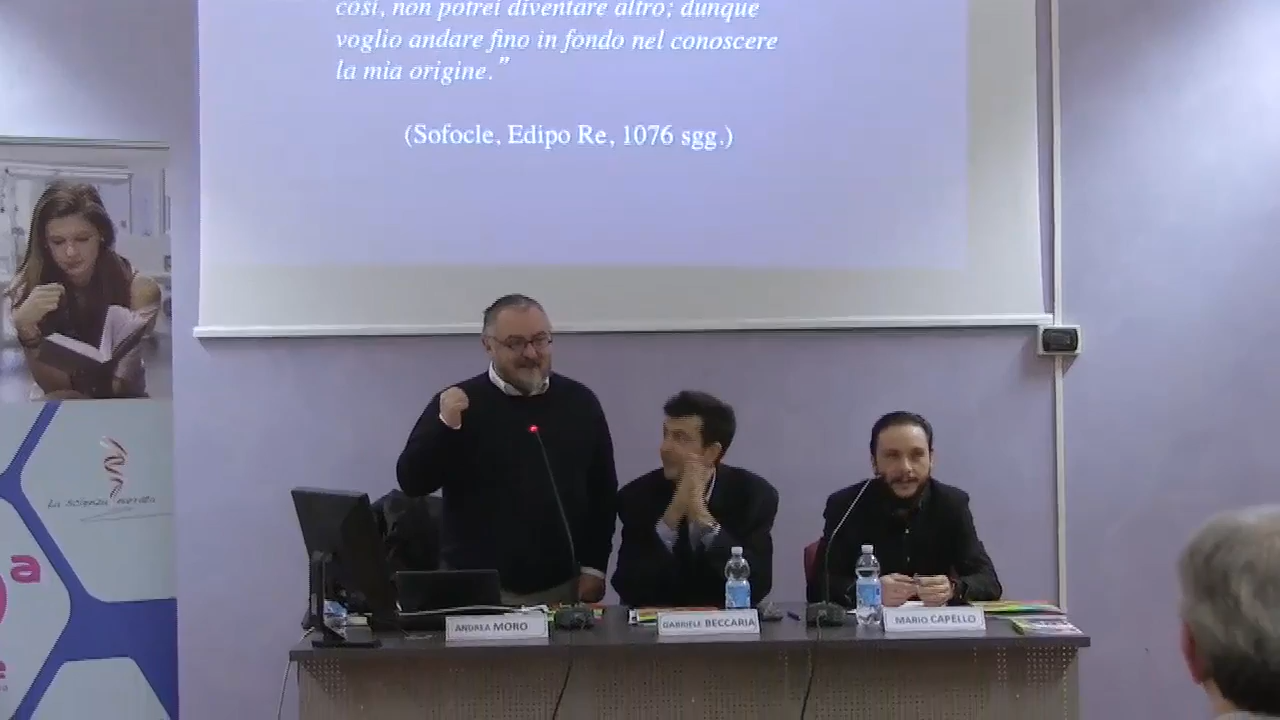 così, non potrei diventare altro; dunque
voglio andare fino in fondo nel conoscere
la mia origine.”
(Sofocle, Edipo Re, 1076 sgg.)
La scienza narrata
a
e
ANDREA MORO
GABRIELE BECCARIA
MARIO CAPELLO